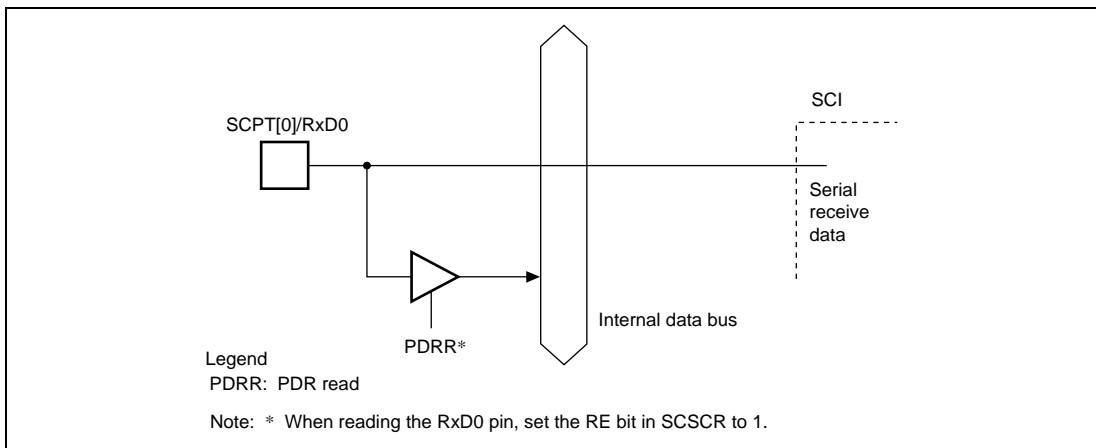 SCI
SCPT[0]/RxD0
Serial
receive
data
Internal data bus
PDRR*
Legend
PDRR: PDR read
Note: * When reading the RxD0 pin, set the RE bit in SCSCR to 1.